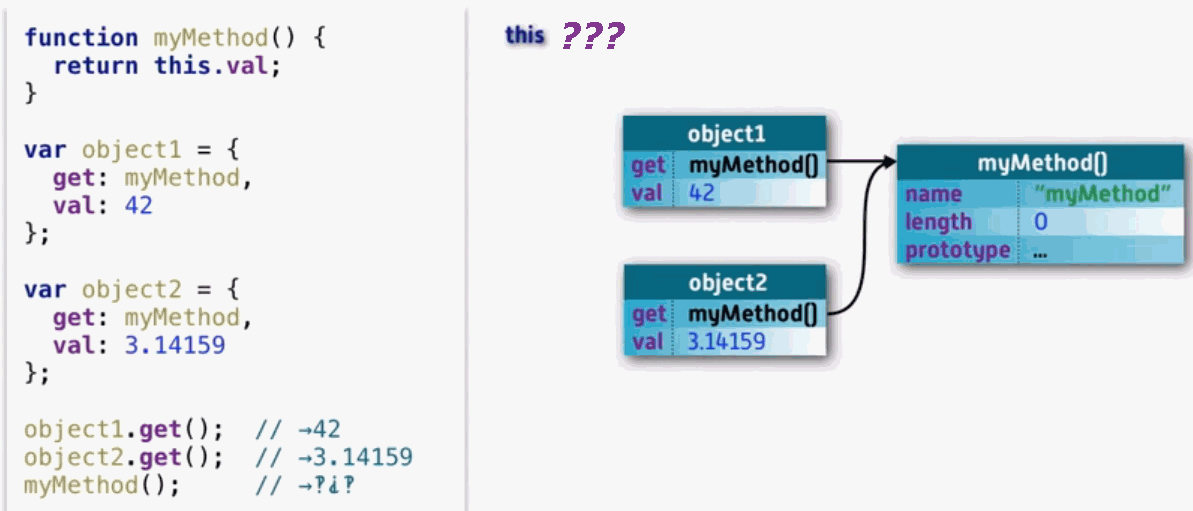 function myMethod() {
  return this.val;
}
var object1 = {
  get: myMethod,
  val: 42
};
var object2 = {
  get: myMethod,
  val: 3.14159
};
object1.get();  // →42
object2.get();  // →3.14159
myMethod();     // →‽⸘‽
this ???
object1
get myMethod()
val 42
object2
get myMethod()
val 3.14159
myMethod()
name "myMethod"
length 0
prototype ...